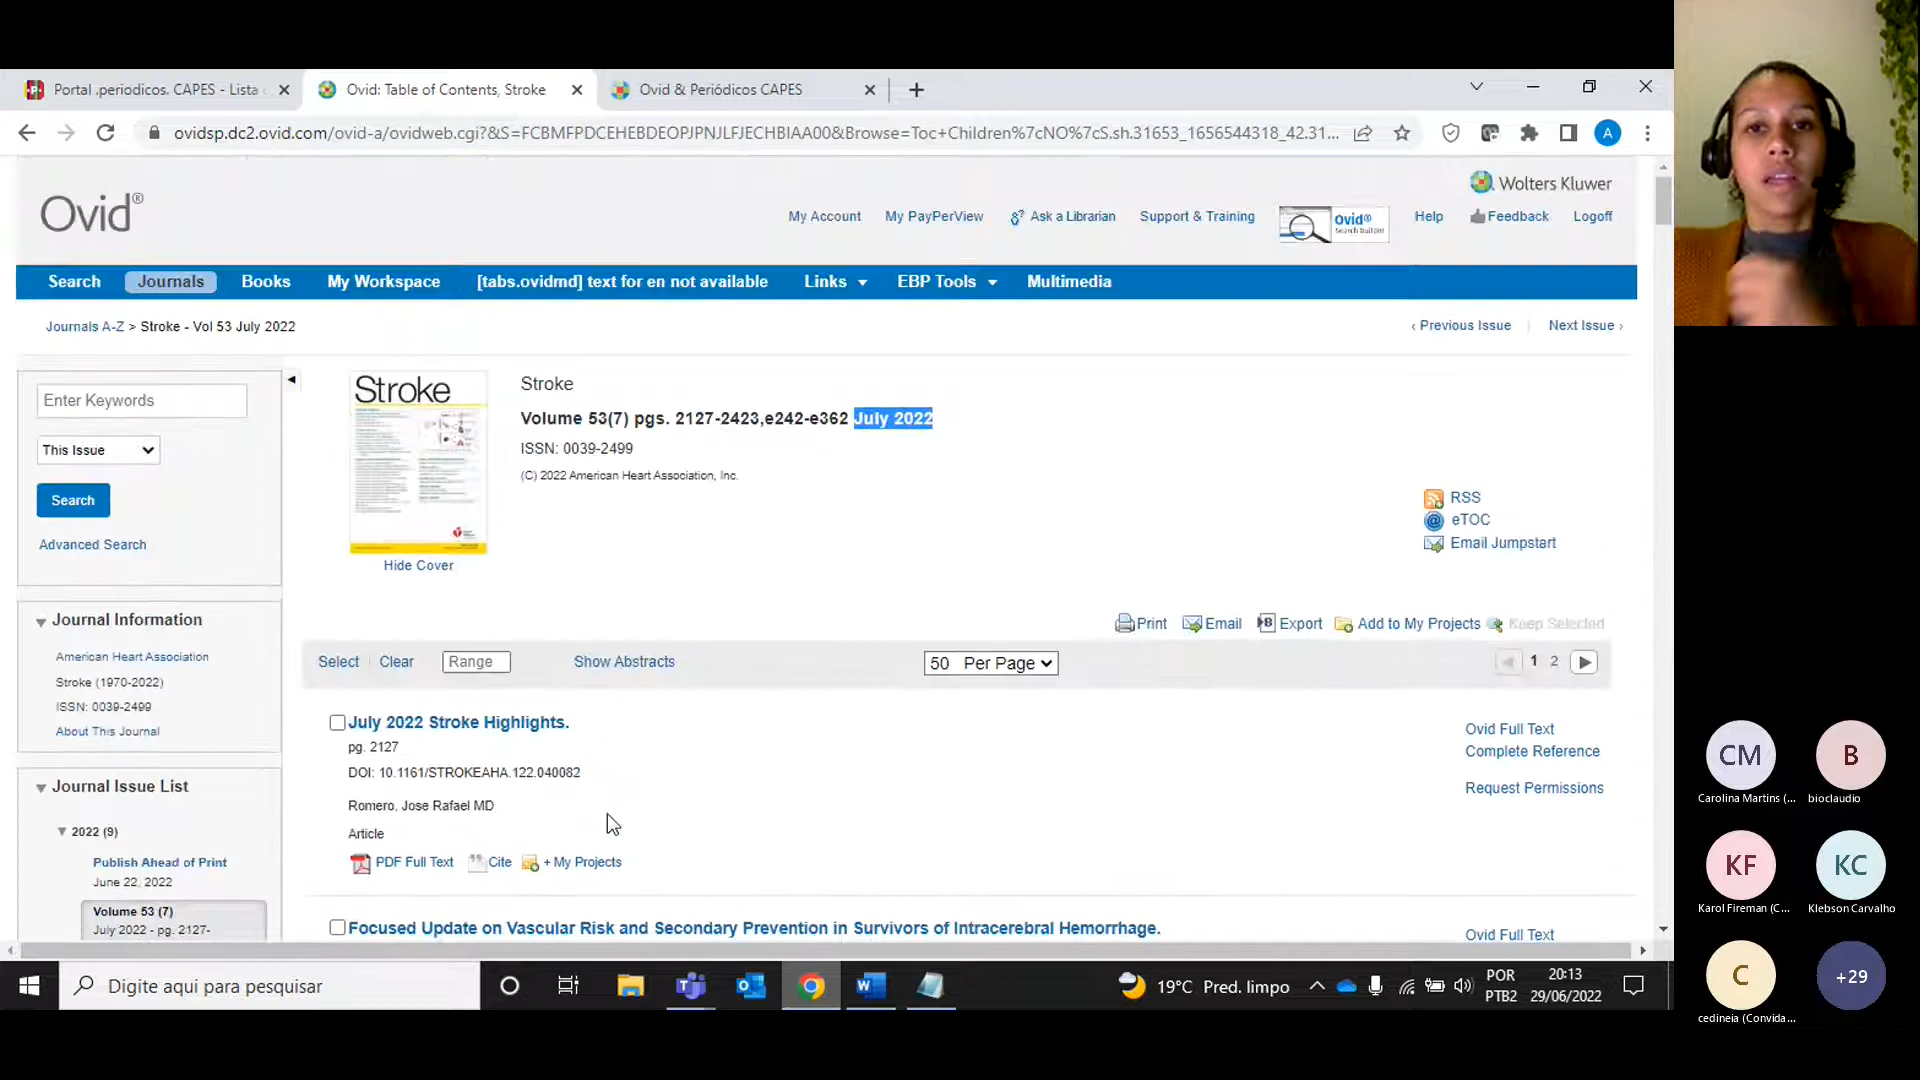 Portal .periodicos. CAPES - Lista
Ovid: Table of Contents, Stroke
Ovid & Periódicos CAPES
ovidsp.dc2.ovid.com/ovid-a/ovidweb.cgi?&S=FCBMFPDCEHEBDEOPJPNJLFJECHBIAA00&Browse=Toc+Children%7cNO%7cS.sh.31653_1656544318_42.31...
A
Wolters Kluwer
Ovid®
My Account
My PayPerView
Ask a Librarian
Support & Training
Ovid®
Search Builder
Help
Feedback
Logoff
Search
Journals
Books
My Workspace
[tabs.ovidmd] text for en not available
Links
EBP Tools
Multimedia
Journals A-Z > Stroke - Vol 53 July 2022
‹ Previous Issue
Next Issue ›
Enter Keywords
This Issue
Search
Advanced Search
Stroke
Hide Cover
Stroke
Volume 53(7) pgs. 2127-2423,e242-e362 July 2022
ISSN: 0039-2499
(C) 2022 American Heart Association, Inc.
RSS
eTOC
Email Jumpstart
Journal Information
American Heart Association
Stroke (1970-2022)
ISSN: 0039-2499
About This Journal
Journal Issue List
2022 (9)
Publish Ahead of Print
June 22, 2022
Volume 53 (7)
July 2022 - pg. 2127-
Print
Email
Export
Add to My Projects
Keep Selected
Select
Clear
Range
Show Abstracts
50 Per Page
1
2
July 2022 Stroke Highlights.
pg. 2127
DOI: 10.1161/STROKEAHA.122.040082
Romero, Jose Rafael MD
Article
PDF Full Text
Cite
+ My Projects
Ovid Full Text
Complete Reference
Request Permissions
Focused Update on Vascular Risk and Secondary Prevention in Survivors of Intracerebral Hemorrhage.
Ovid Full Text
Digite aqui para pesquisar
19°C Pred. limpo
POR
PTB2
20:13
29/06/2022
CM
Carolina Martins (...
B
bioclaudio
KF
Karol Fireman (C...
KC
Klebson Carvalho
C
cedineia (Convida...
+29